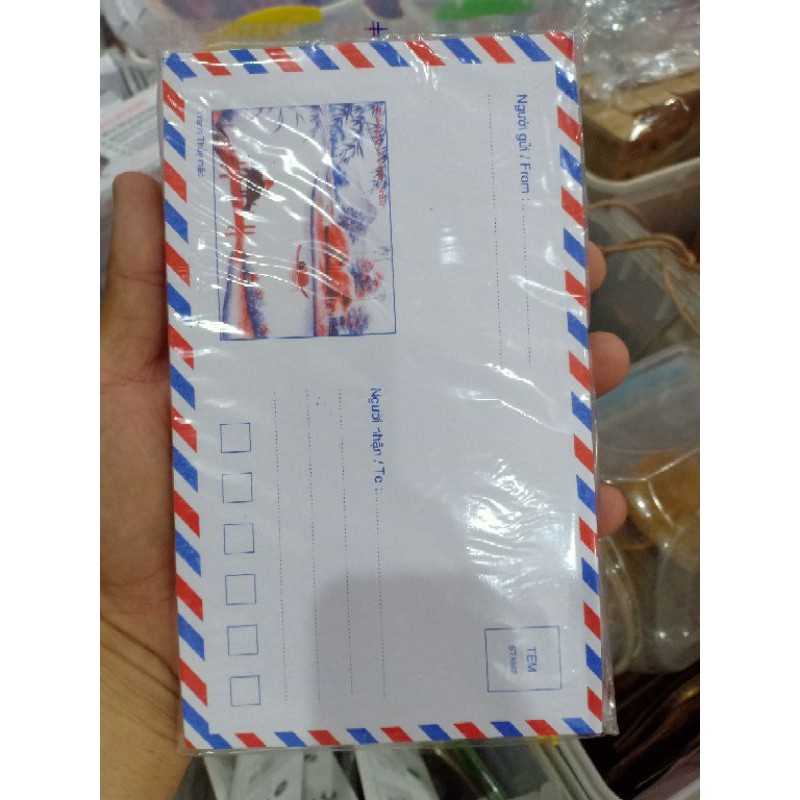 Người gửi / From :
Người nhận / To :
TEM
STAMP